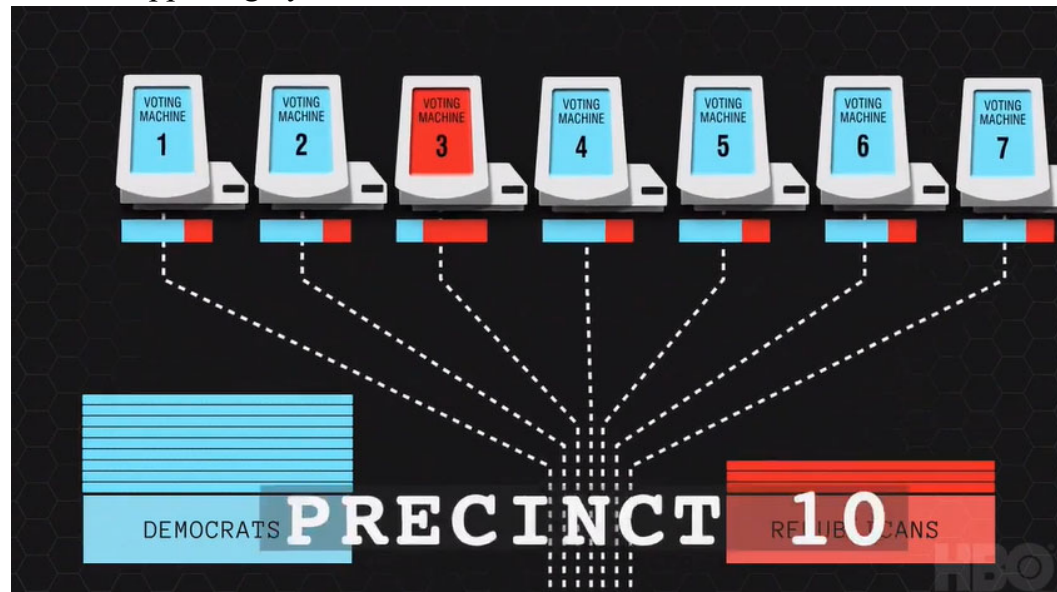 VOTING
MACHINE
1
VOTING
MACHINE
2
VOTING
MACHINE
3
VOTING
MACHINE
4
VOTING
MACHINE
5
VOTING
MACHINE
6
VOTING
MACHINE
7
DEMOCRATS
PRECINCT 10
REPUBLICANS
HBO